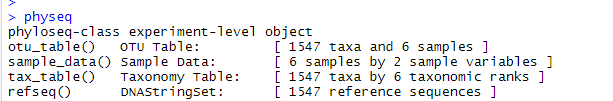 >
> physeq
phyloseq-class experiment-level object
otu_table()   OTU Table:         [ 1547 taxa and 6 samples ]
sample_data() Sample Data:       [ 6 samples by 2 sample variables ]
tax_table()   Taxonomy Table:    [ 1547 taxa by 6 taxonomic ranks ]
refseq()      DNAStringSet:      [ 1547 reference sequences ]